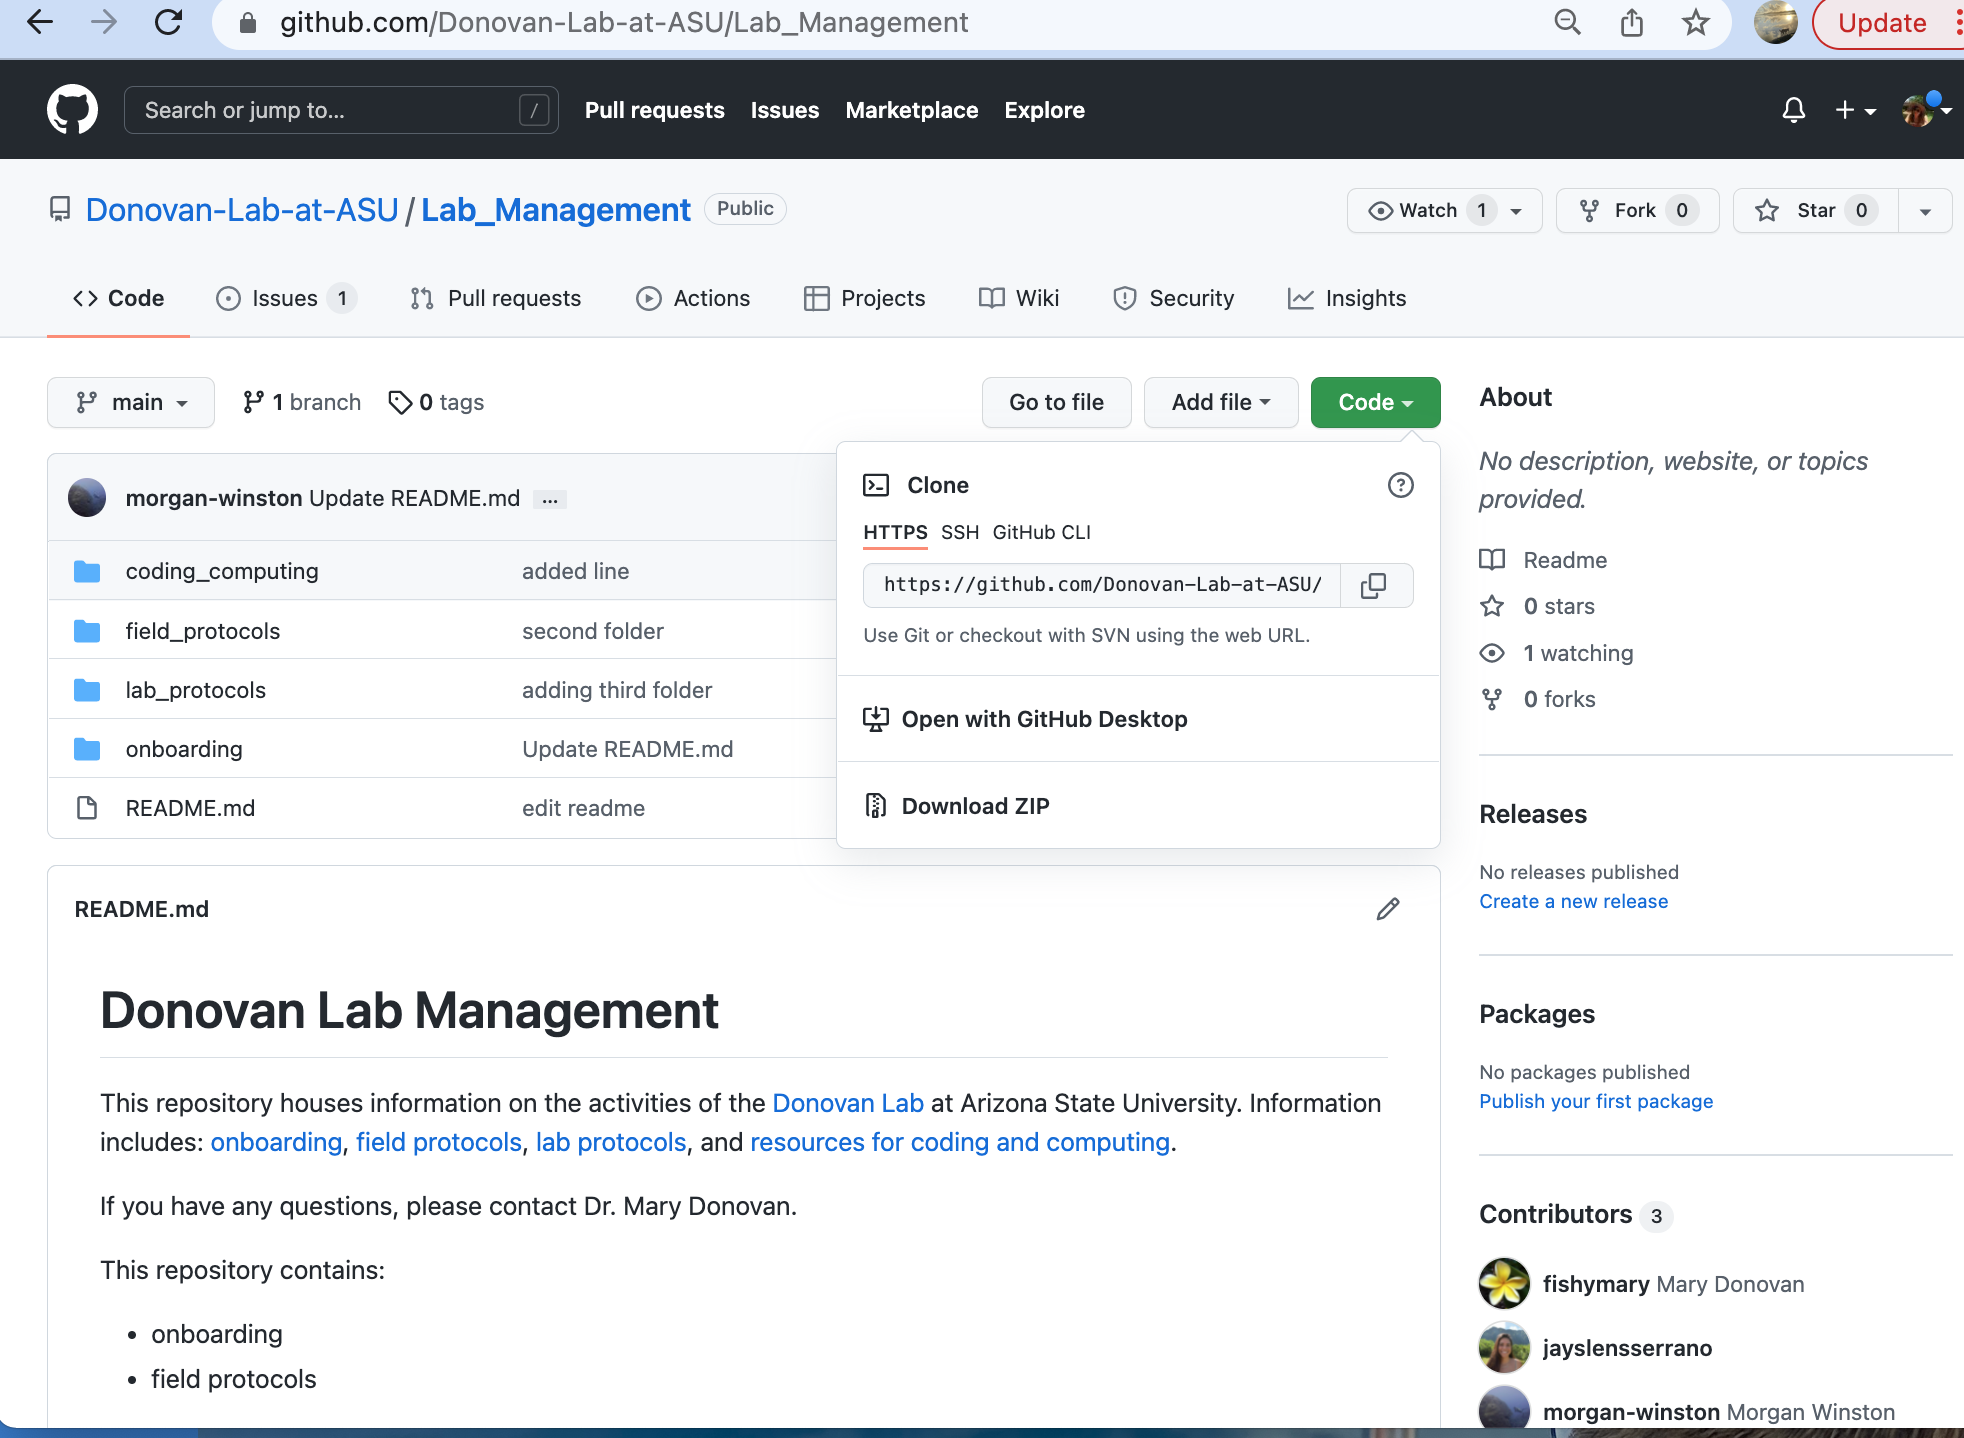 github.com/Donovan-Lab-at-ASU/Lab_Management
Update
Search or jump to... /
Pull requests Issues Marketplace Explore
Donovan-Lab-at-ASU / Lab_Management Public
Watch 1 Fork 0 Star 0
Code Issues 1 Pull requests Actions Projects Wiki Security Insights
main 1 branch 0 tags Go to file Add file Code
morgan-winston Update README.md ...
coding_computing added line
field_protocols second folder
lab_protocols adding third folder
onboarding Update README.md
README.md edit readme
Clone
HTTPS SSH GitHub CLI
https://github.com/Donovan-Lab-at-ASU/
Use Git or checkout with SVN using the web URL.
Open with GitHub Desktop
Download ZIP
About
No description, website, or topics
provided.
Readme
0 stars
1 watching
0 forks
Releases
No releases published
Create a new release
Packages
No packages published
Publish your first package
Contributors 3
fishymary Mary Donovan
jayslensserrano
morgan-winston Morgan Winston
README.md
Donovan Lab Management
This repository houses information on the activities of the Donovan Lab at Arizona State University. Information
includes: onboarding, field protocols, lab protocols, and resources for coding and computing.
If you have any questions, please contact Dr. Mary Donovan.
This repository contains:
• onboarding
• field protocols